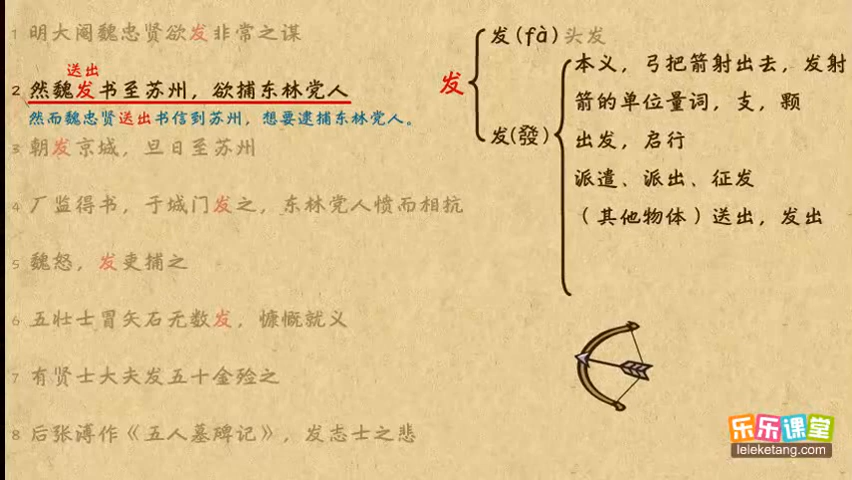 1 明大阉魏忠贤欲发非常之谋
送出
2 然魏发书至苏州，欲捕东林党人
然而魏忠贤送出书信到苏州，想要逮捕东林党人。
3 朝发京城，旦日至苏州
4 厂监得书，于城门发之，东林党人愤而相抗
5 魏怒，发吏捕之
6 五壮士冒矢石无数发，慷慨就义
7 有贤士大夫发五十金殓之
8 后张溥作《五人墓碑记》，发志士之悲
发
发(fà)头发
发(發)
本义，弓把箭射出去，发射
箭的单位量词，支，颗
出发，启行
派遣、派出、征发
（其他物体）送出，发出
乐乐课堂
leleketang.com